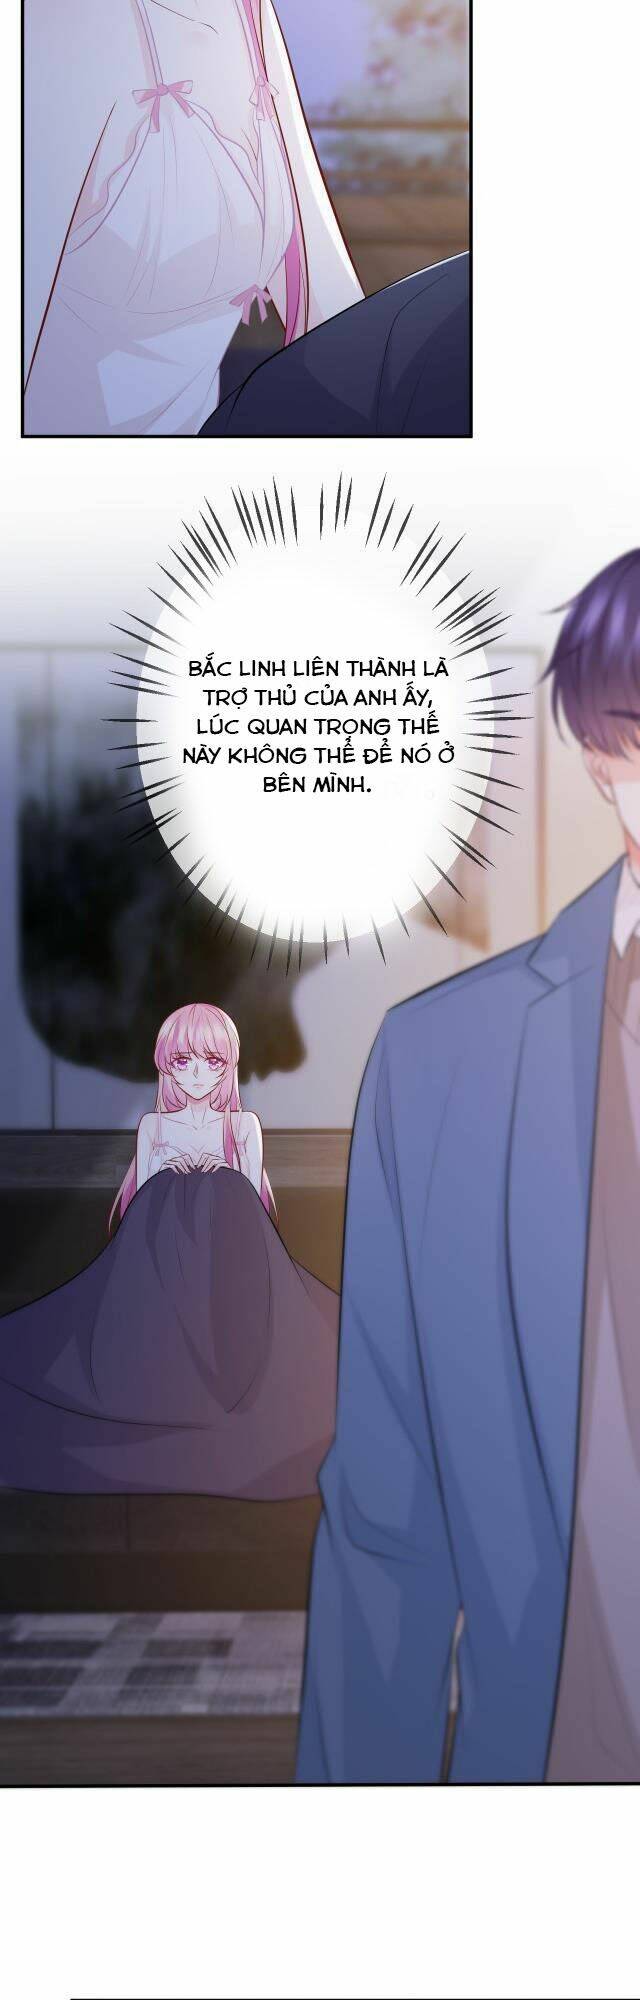 BẮC LINH LIÊN THÀNH LÀ
TRỢ THỦ CỦA ANH ẤY,
LÚC QUAN TRỌNG THẾ
NÀY KHÔNG THỂ ĐỂ NÓ Ở
BÊN MÌNH.